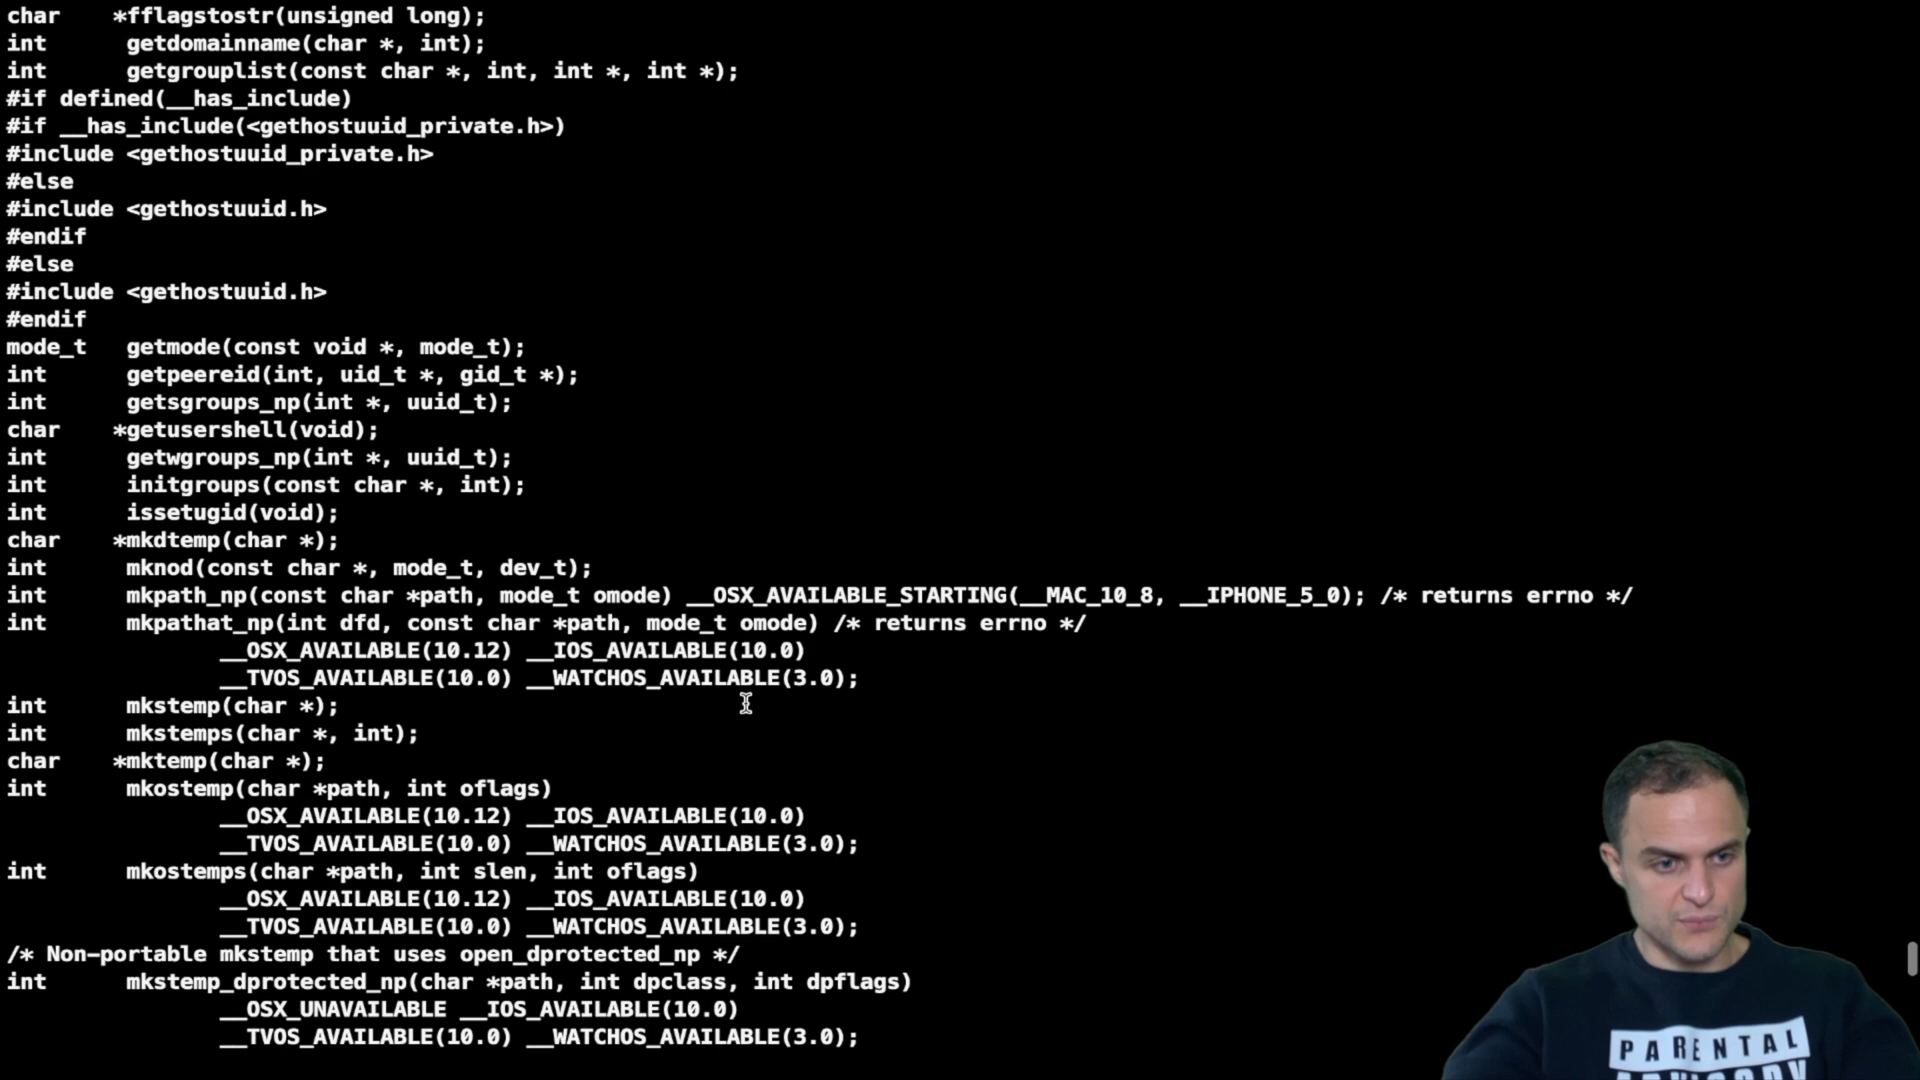 char    *fflagstostr(unsigned long);
int      getdomainname(char *, int);
int      getgrouplist(const char *, int, int *, int *);
#if defined(__has_include)
#if __has_include(<gethostuuid_private.h>)
#include <gethostuuid_private.h>
#else
#include <gethostuuid.h>
#endif
#else
#include <gethostuuid.h>
#endif
mode_t   getmode(const void *, mode_t);
int      getpeereid(int, uid_t *, gid_t *);
int      getsgroups_np(int *, uuid_t);
char    *getusershell(void);
int      getwgroups_np(int *, uuid_t);
int      initgroups(const char *, int);
int      issetugid(void);
char    *mkdtemp(char *);
int      mknod(const char *, mode_t, dev_t);
int      mkpath_np(const char *path, mode_t omode) __OSX_AVAILABLE_STARTING(__MAC_10_8, __IPHONE_5_0); /* returns errno */
int      mkpathat_np(int dfd, const char *path, mode_t omode) /* returns errno */
                __OSX_AVAILABLE(10.12) __IOS_AVAILABLE(10.0)
                __TVOS_AVAILABLE(10.0) __WATCHOS_AVAILABLE(3.0);
int      mkstemp(char *);
int      mkstemps(char *, int);
char    *mktemp(char *);
int      mkostemp(char *path, int oflags)
                __OSX_AVAILABLE(10.12) __IOS_AVAILABLE(10.0)
                __TVOS_AVAILABLE(10.0) __WATCHOS_AVAILABLE(3.0);
int      mkostemps(char *path, int slen, int oflags)
                __OSX_AVAILABLE(10.12) __IOS_AVAILABLE(10.0)
                __TVOS_AVAILABLE(10.0) __WATCHOS_AVAILABLE(3.0);
/* Non-portable mkstemp that uses open_dprotected_np */
int      mkstemp_dprotected_np(char *path, int dpclass, int dpflags)
                __OSX_UNAVAILABLE __IOS_AVAILABLE(10.0)
                __TVOS_AVAILABLE(10.0) __WATCHOS_AVAILABLE(3.0);
PARENTAL